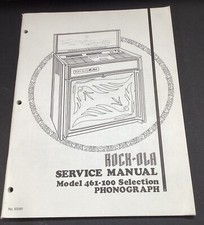 ROCK-OLA
SERVICE MANUAL
Model 461-100 Selection
PHONOGRAPH